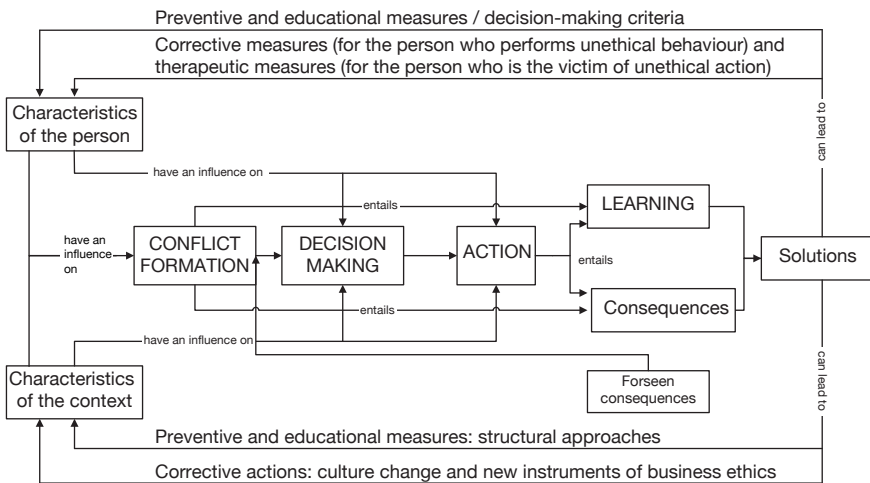 Preventive and educational measures / decision-making criteria
Corrective measures (for the person who performs unethical behaviour) and
therapeutic measures (for the person who is the victim of unethical action)
Characteristics
of the person
can lead to
have an influence on
LEARNING
entails
have an
influence
on
CONFLICT
FORMATION
DECISION
MAKING
ACTION
entails
Solutions
Consequences
entails
have an influence on
Characteristics
of the context
Forseen
consequences
can lead to
Preventive and educational measures: structural approaches
Corrective actions: culture change and new instruments of business ethics